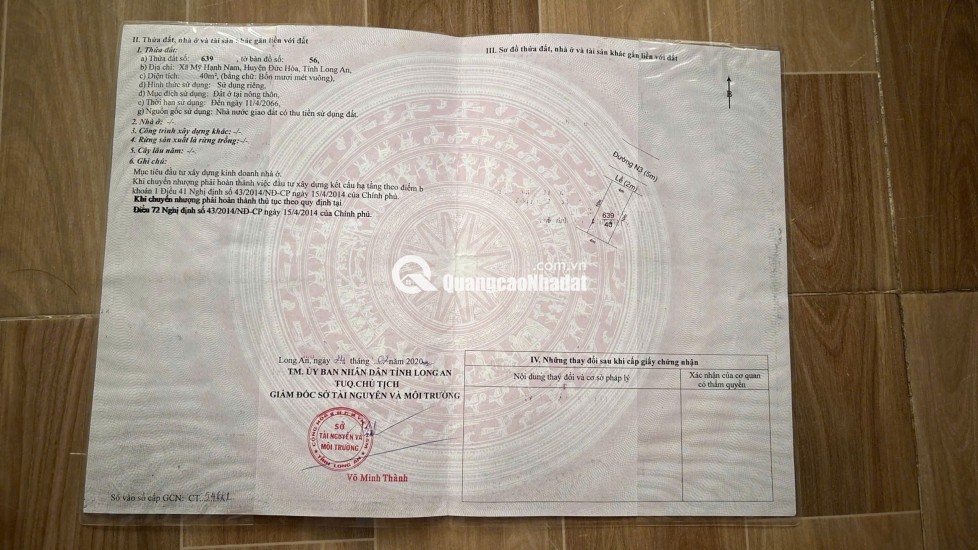 II. Thửa đất, nhà ở và tài sản khác gắn liền với đất
1. Thửa đất:
a) Thửa đất số: 639, tờ bản đồ số: 56,
b) Địa chỉ: Xã Mỹ Hạnh Nam, Huyện Đức Hòa, Tỉnh Long An,
c) Diện tích: 40m², (bằng chữ: Bốn mươi mét vuông),
d) Hình thức sử dụng: Sử dụng riêng,
đ) Mục đích sử dụng: Đất ở tại nông thôn,
e) Thời hạn sử dụng: Đến ngày 11/4/2066,
g) Nguồn gốc sử dụng: Nhà nước giao đất có thu tiền sử dụng đất.
2. Nhà ở: -/-
3. Công trình xây dựng khác: -/-
4. Rừng sản xuất là rừng trồng: -/-
5. Cây lâu năm: -/-
6. Ghi chú:
Mục tiêu đầu tư xây dựng kinh doanh nhà ở.
Khi chuyển nhượng phải hoàn thành việc đầu tư xây dựng kết cấu hạ tầng theo điểm b
khoản 1 Điều 41 Nghị định số 43/2014/NĐ-CP ngày 15/4/2014 của Chính phủ.
Khi chuyển nhượng phải hoàn thành thủ tục theo quy định tại
Điều 72 Nghị định số 43/2014/NĐ-CP ngày 15/4/2014 của Chính phủ.
III. Sơ đồ thửa đất, nhà ở và tài sản khác gắn liền với đất
B
Đường N3 (5m)
Lề (2m)
639
40
.com.vn
QuangcaoNhadat
Long An, ngày 24 tháng năm 2020
TM. ỦY BAN NHÂN DÂN TỈNH LONG AN
TUQ.CHỦ TỊCH
GIÁM ĐỐC SỞ TÀI NGUYÊN VÀ MÔI TRƯỜNG
SỞ
TÀI NGUYÊN VÀ
MÔI TRƯỜNG
TỈNH LONG AN
Võ Minh Thành
Số vào sổ cấp GCN: CT
IV. Những thay đổi sau khi cấp giấy chứng nhận
Nội dung thay đổi và cơ sở pháp lý
Xác nhận của cơ quan
có thẩm quyền